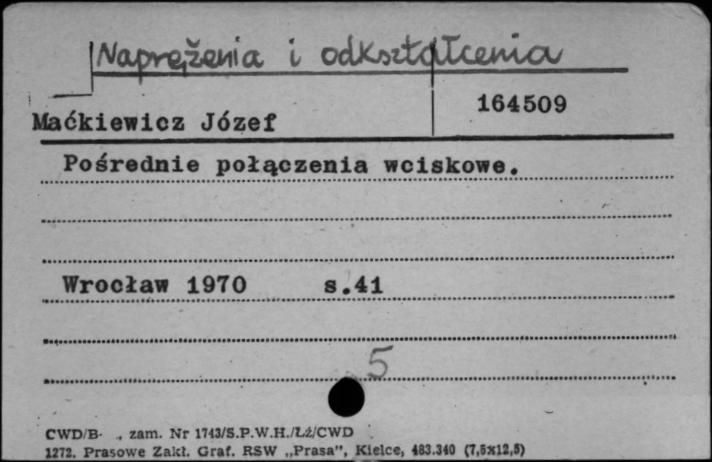 Naprężenia i odkształcenia
164509
Maćkiewicz Józef
Pośrednie połączenia wciskowe.
Wrocław 1970 s.41
5
CWD/B- ., zam. Nr 1743/S.P.W.H./Łź/CWD
1272. Prasowe Zakł. Graf. RSW „Prasa”, Kielce, 483.340 (7,5x12,5)